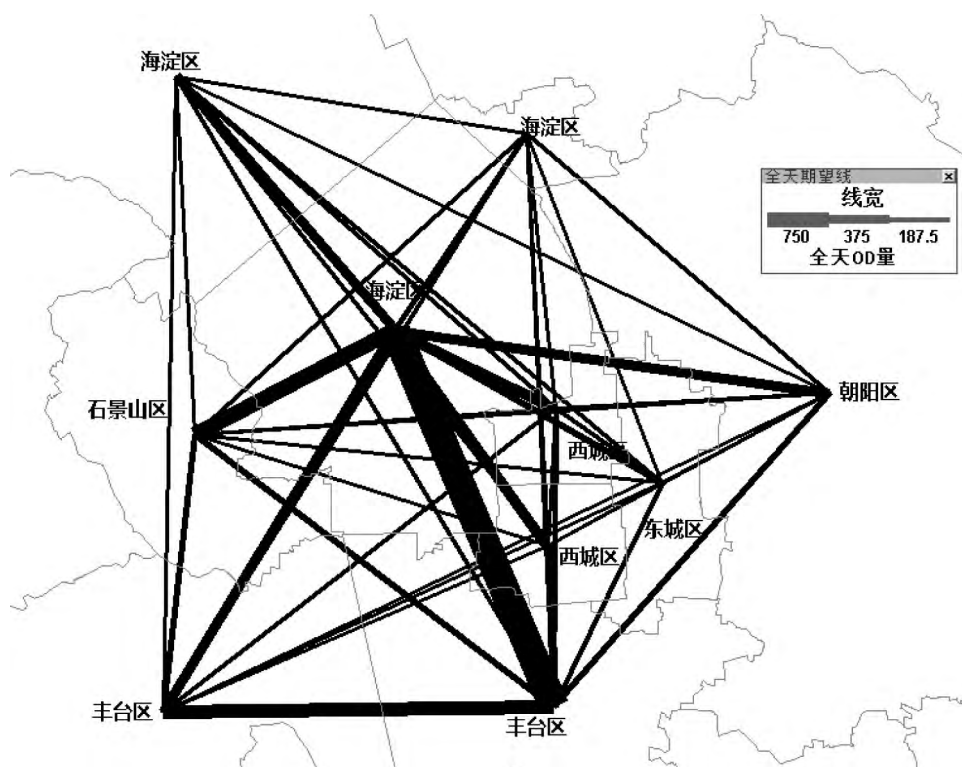 海淀区
海淀区
全天期望线
线宽
750 375 187.5
全天OD量
海淀区
石景山区
朝阳区
西城区
东城区
西城区
丰台区
丰台区